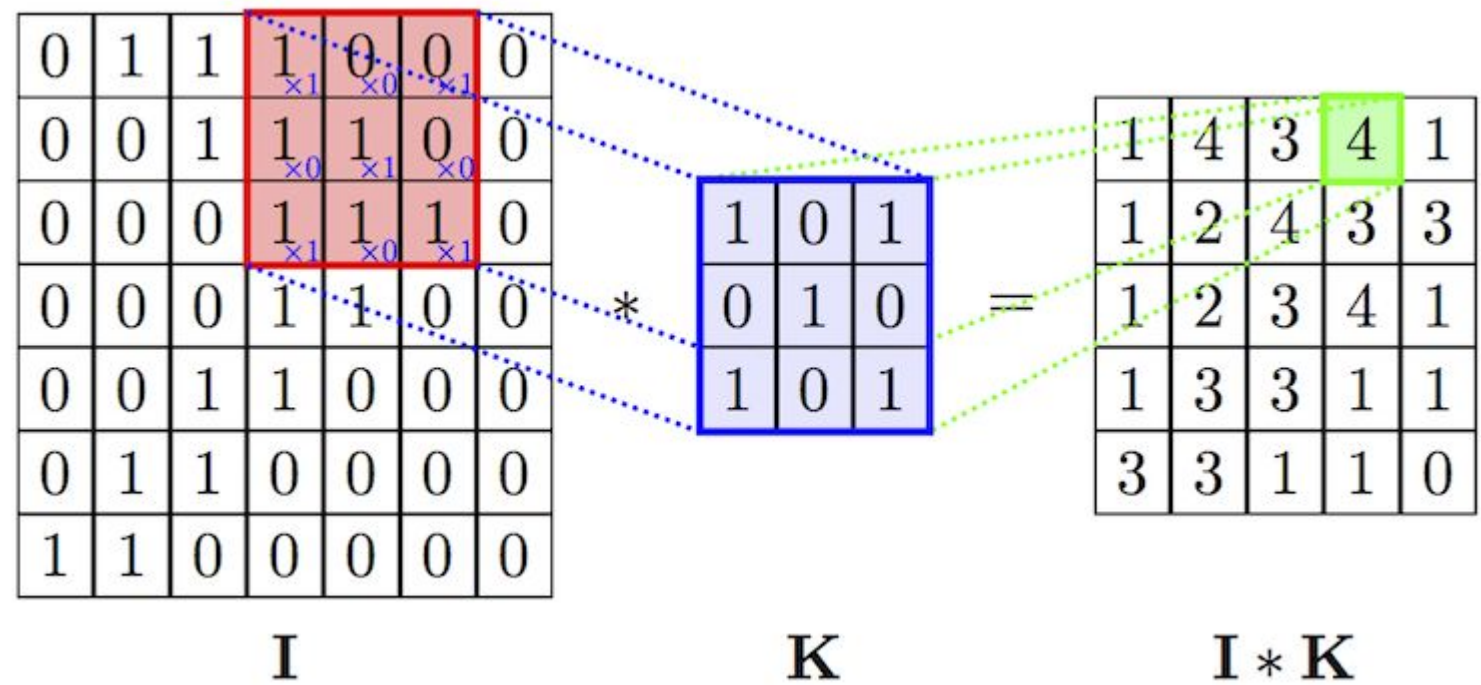 0 1 1 1 0 0 0
×1 ×0 ×1
0 0 1 1 1 0 0
×0 ×1 ×0
0 0 0 1 1 1 0
×1 ×0 ×1
0 0 0 1 1 0 0
0 0 1 1 0 0 0
0 1 1 0 0 0 0
1 1 0 0 0 0 0
I
*
1 0 1
0 1 0
1 0 1
K
=
1 4 3 4 1
1 2 4 3 3
1 2 3 4 1
1 3 3 1 1
3 3 1 1 0
I * K